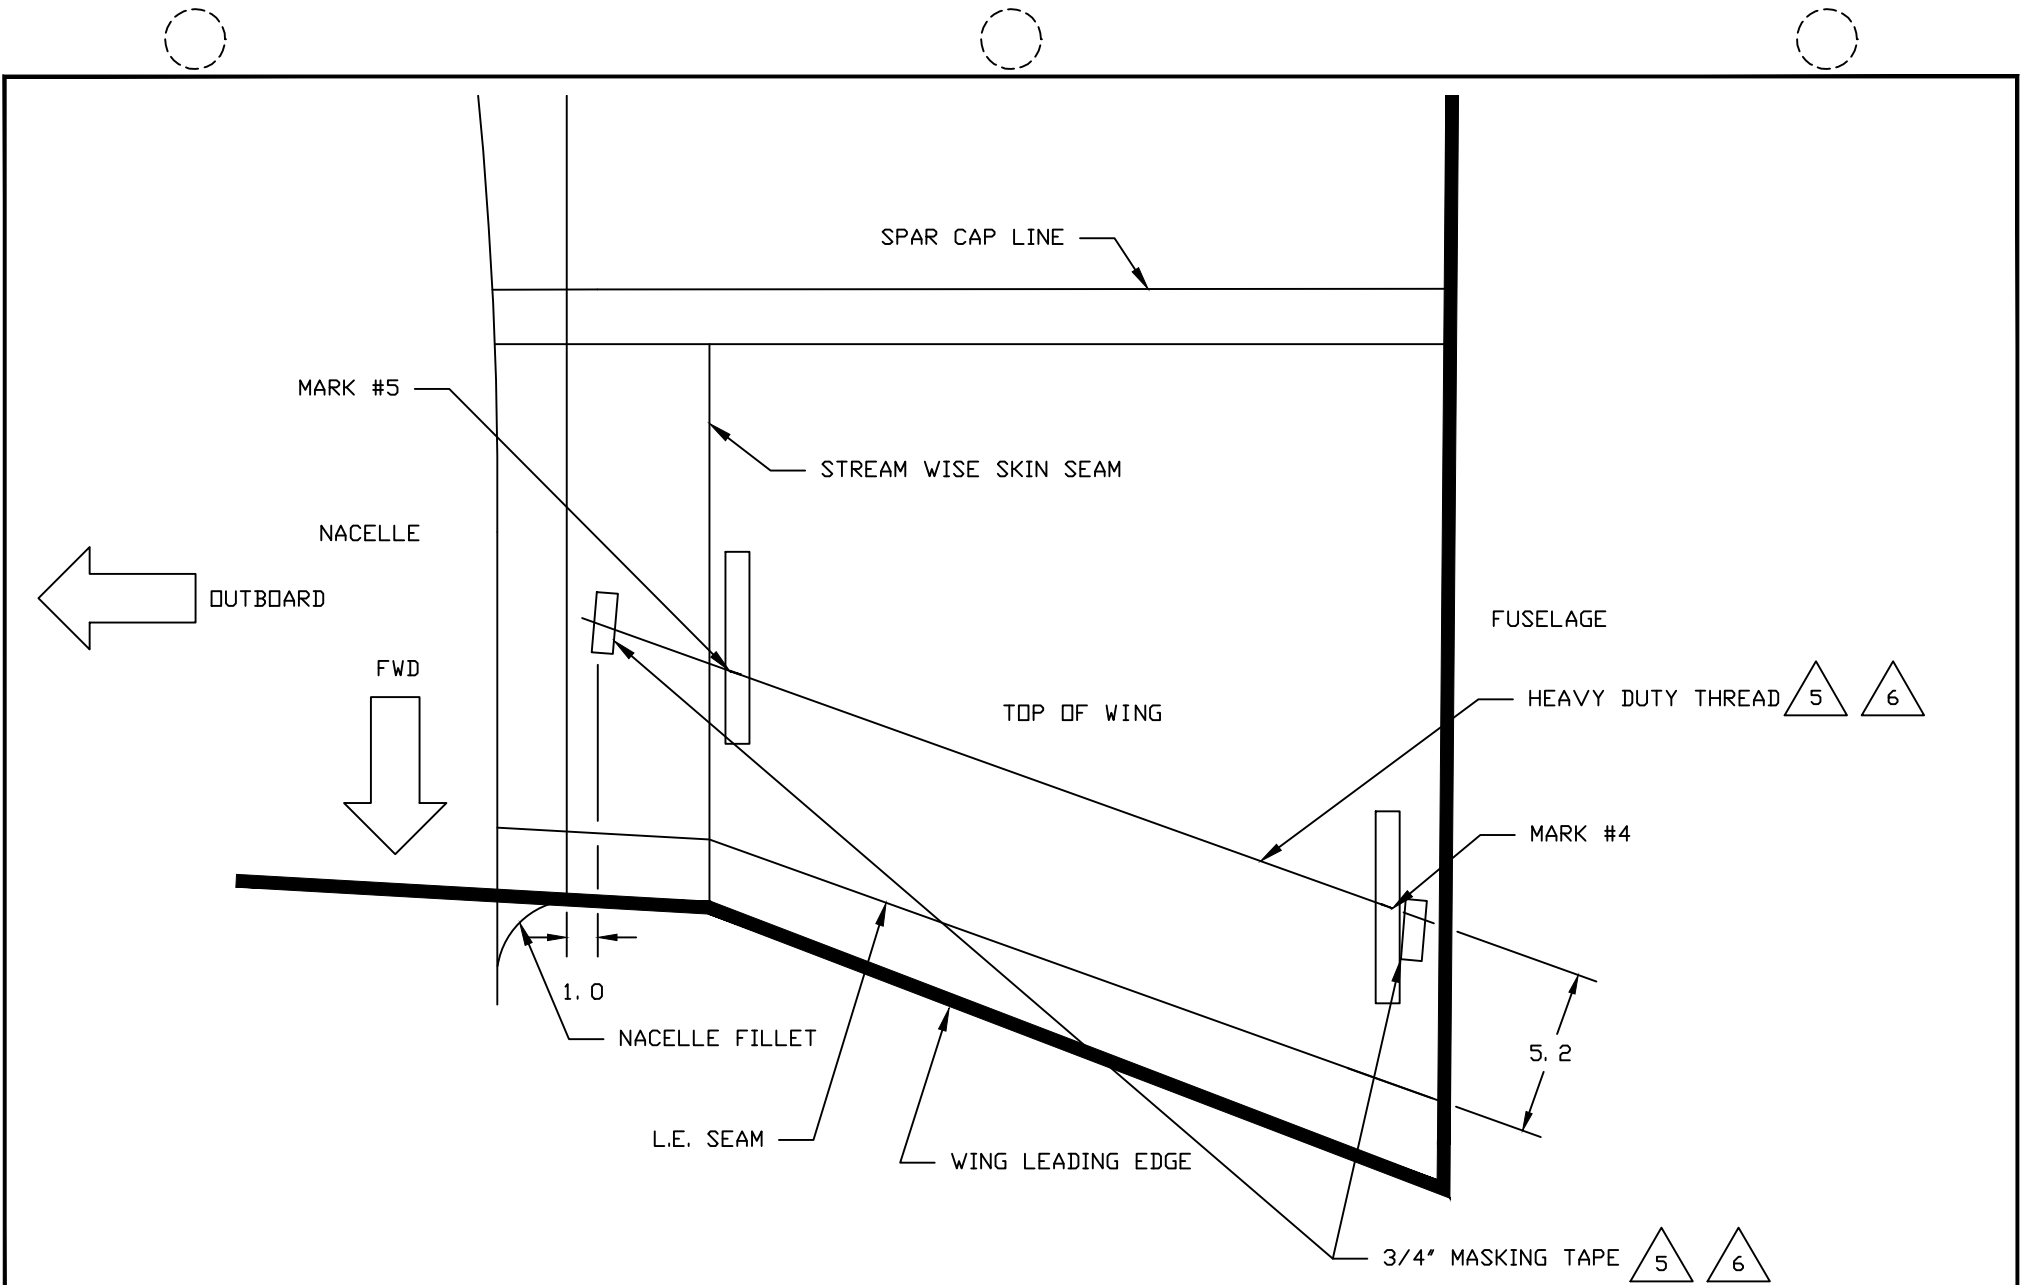 SPAR CAP LINE
MARK #5
STREAM WISE SKIN SEAM
NACELLE
OUTBOARD
FUSELAGE
FWD
HEAVY DUTY THREAD 5 6
TOP OF WING
MARK #4
1.0
NACELLE FILLET
5.2
L.E. SEAM
WING LEADING EDGE
3/4" MASKING TAPE 5 6